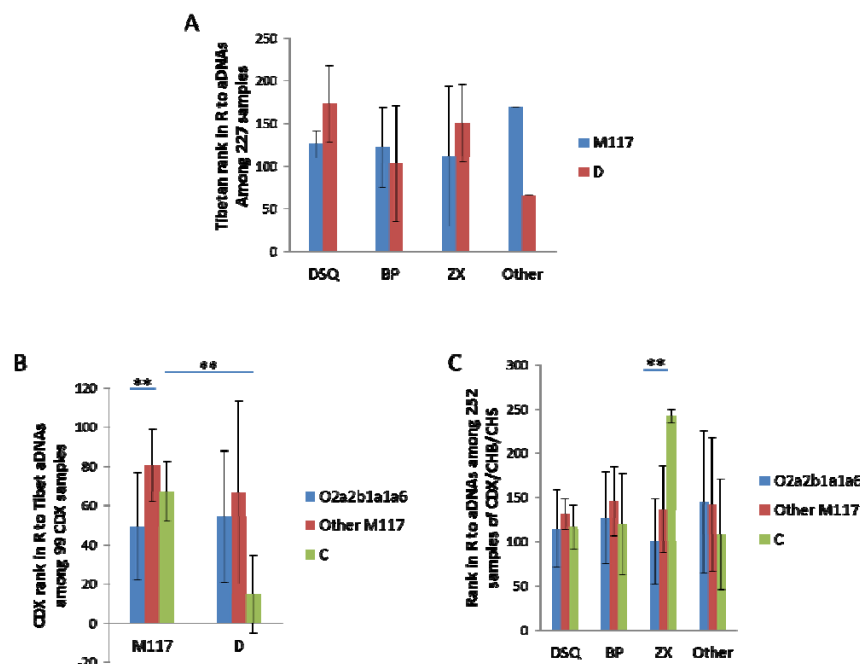 A
Tibetan rank in R to aDNAs
Among 227 samples
250
200
150
100
50
0
DSQ BP ZX Other
M117
D
B
CDX rank in R to Tibet aDNAs
among 99 CDX samples
120
100
80
60
40
20
0
-20
** **
M117 D
O2a2b1a1a6
Other M117
C
C
Rank in R to aDNAs among 252
samples of CDX/CHB/CHS
300
250
200
150
100
50
0
**
DSQ BP ZX Other
O2a2b1a1a6
Other M117
C